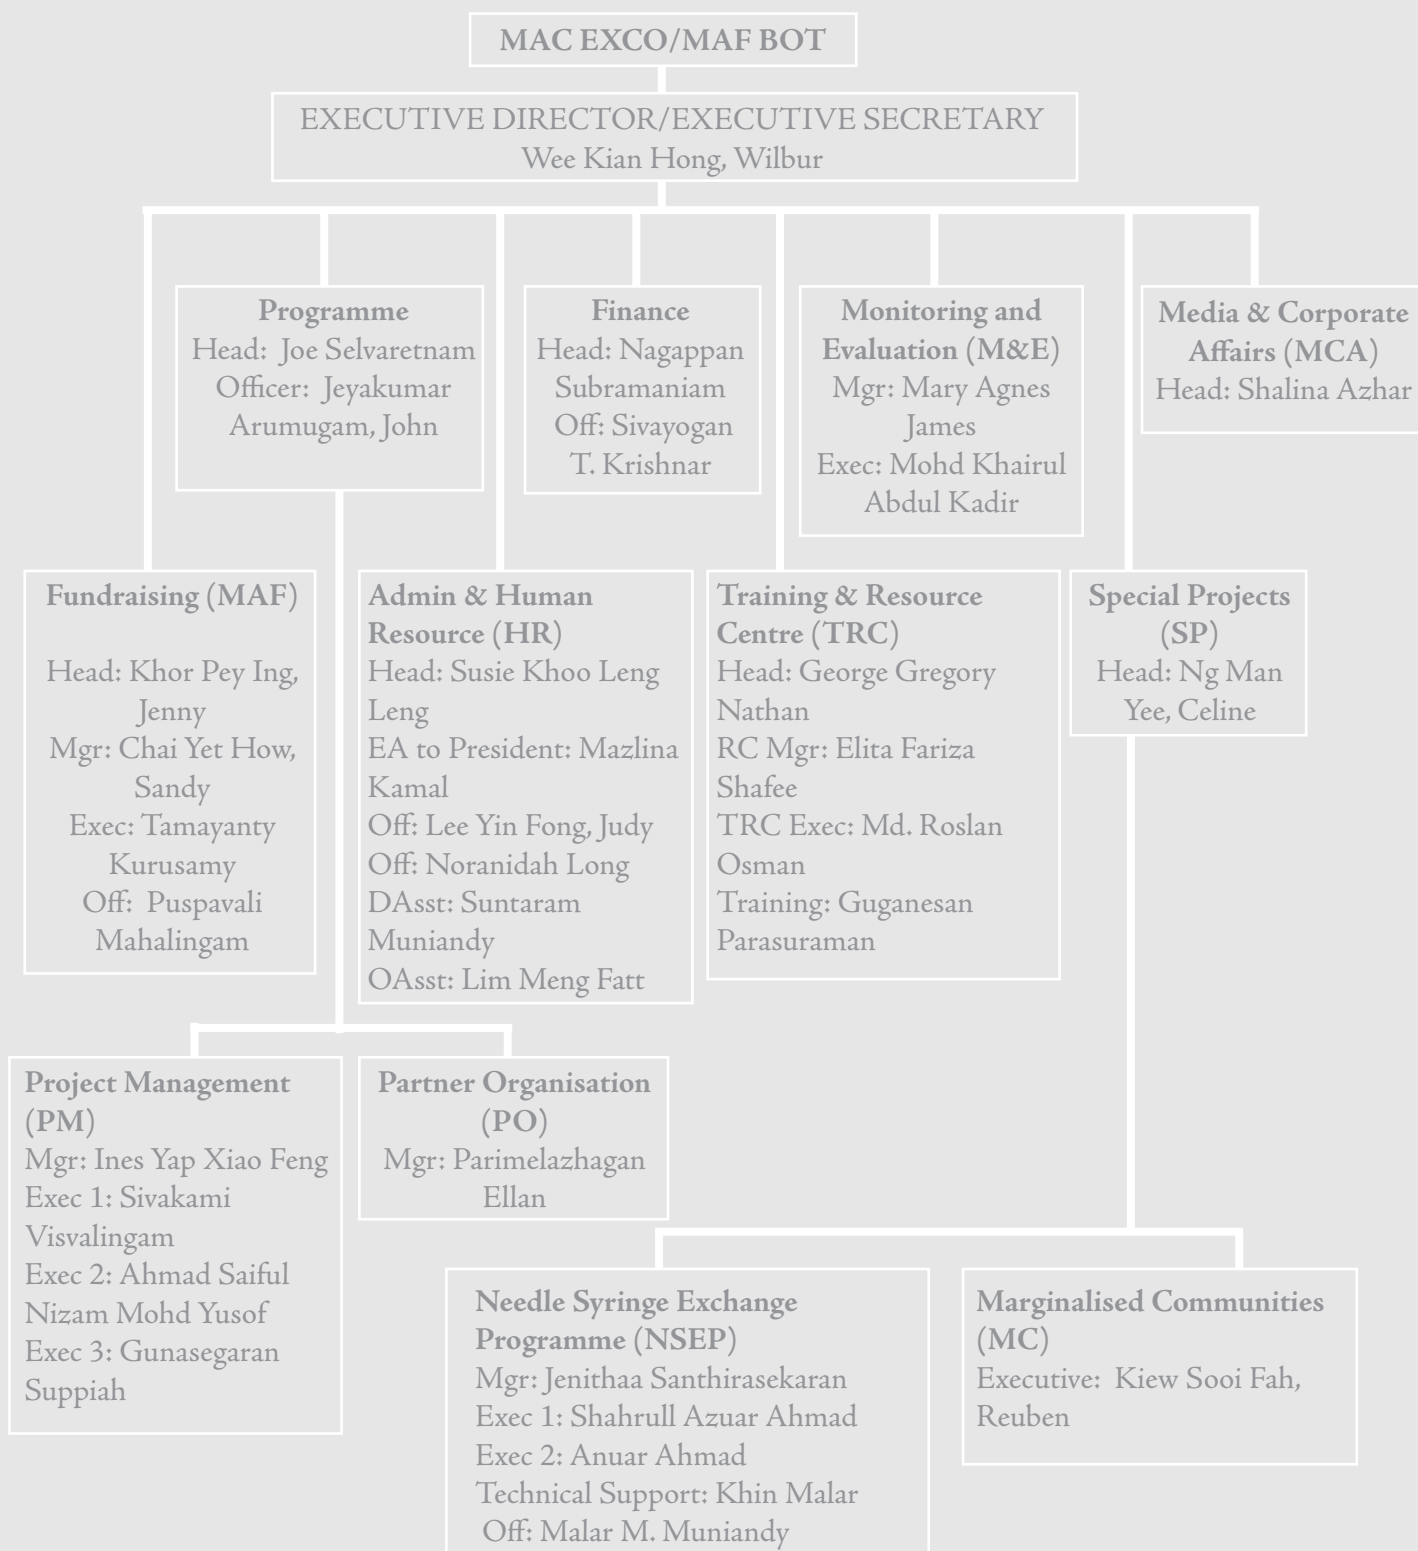 MAC EXCO/MAF BOT
EXECUTIVE DIRECTOR/EXECUTIVE SECRETARY
Wee Kian Hong, Wilbur
Programme
Head: Joe Selvaretnam
Officer: Jeyakumar
Arumugam, John
Finance
Head: Nagappan
Subramaniam
Off: Sivayogan
T. Krishnar
Monitoring and
Evaluation (M&E)
Mgr: Mary Agnes
James
Exec: Mohd Khairul
Abdul Kadir
Media & Corporate
Affairs (MCA)
Head: Shalina Azhar
Fundraising (MAF)
Head: Khor Pey Ing,
Jenny
Mgr: Chai Yet How,
Sandy
Exec: Tamayanty
Kurusamy
Off: Puspavali
Mahalingam
Admin & Human
Resource (HR)
Head: Susie Khoo Leng
Leng
EA to President: Mazlina
Kamal
Off: Lee Yin Fong, Judy
Off: Noranidah Long
DAsst: Suntaram
Muniandy
OAsst: Lim Meng Fatt
Training & Resource
Centre (TRC)
Head: George Gregory
Nathan
RC Mgr: Elita Fariza
Shafee
TRC Exec: Md. Roslan
Osman
Training: Guganesan
Parasuraman
Special Projects
(SP)
Head: Ng Man
Yee, Celine
Project Management
(PM)
Mgr: Ines Yap Xiao Feng
Exec 1: Sivakami
Visvalingam
Exec 2: Ahmad Saiful
Nizam Mohd Yusof
Exec 3: Gunasegaran
Suppiah
Partner Organisation
(PO)
Mgr: Parimelazhagan
Ellan
Needle Syringe Exchange
Programme (NSEP)
Mgr: Jenithaa Santhirasekaran
Exec 1: Shahrull Azuar Ahmad
Exec 2: Anuar Ahmad
Technical Support: Khin Malar
Off: Malar M. Muniandy
Marginalised Communities
(MC)
Executive: Kiew Sooi Fah,
Reuben